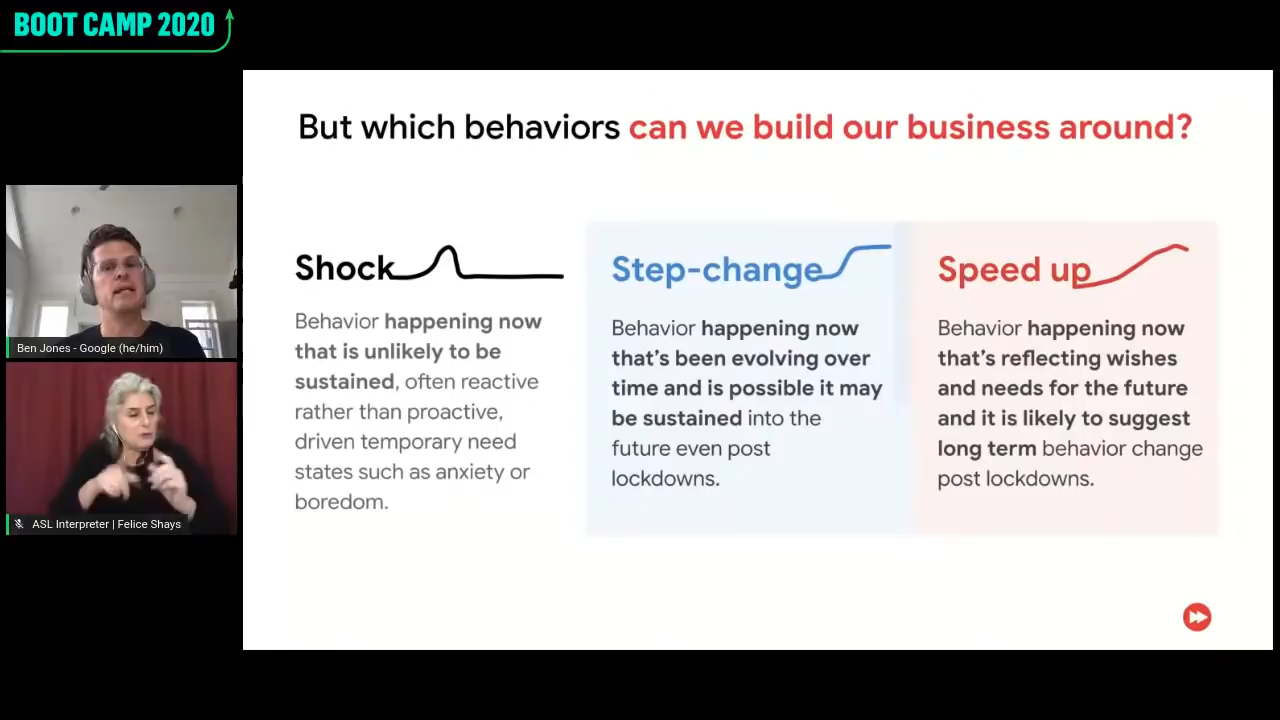 BOOT CAMP 2020
But which behaviors can we build our business around?
Shock
Behavior happening now
that is unlikely to be
sustained, often reactive
rather than proactive,
driven temporary need
states such as anxiety or
boredom.
Step-change
Behavior happening now
that's been evolving over
time and is possible it may
be sustained into the
future even post
lockdowns.
Speed up
Behavior happening now
that's reflecting wishes
and needs for the future
and it is likely to suggest
long term behavior change
post lockdowns.
Ben Jones - Google (he/him)
ASL Interpreter | Felice Shays